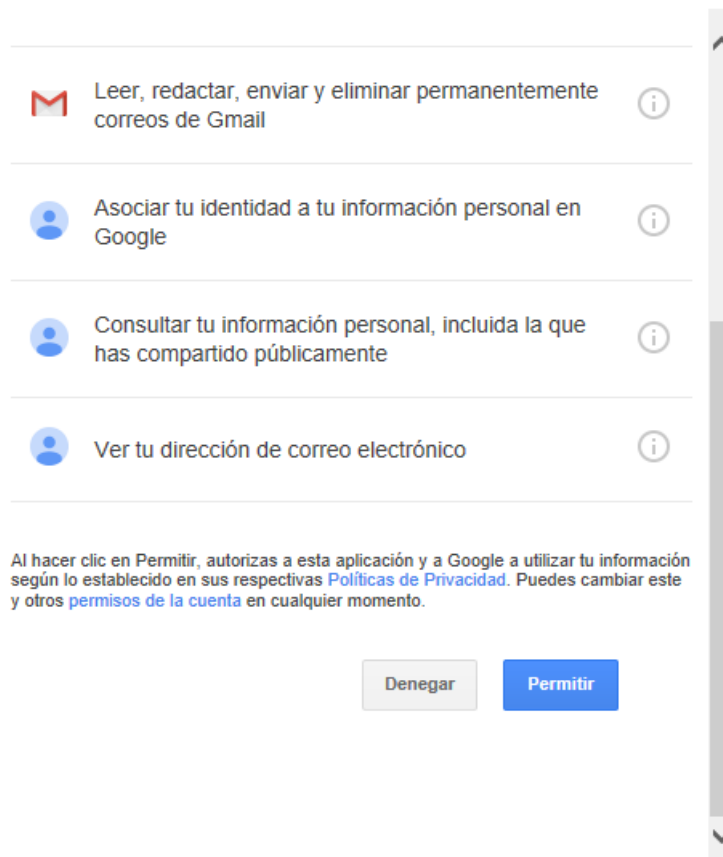 Leer, redactar, enviar y eliminar permanentemente
correos de Gmail
Asociar tu identidad a tu información personal en
Google
Consultar tu información personal, incluida la que
has compartido públicamente
Ver tu dirección de correo electrónico
Al hacer clic en Permitir, autorizas a esta aplicación y a Google a utilizar tu información
según lo establecido en sus respectivas Políticas de Privacidad. Puedes cambiar este
y otros permisos de la cuenta en cualquier momento.
Denegar Permitir